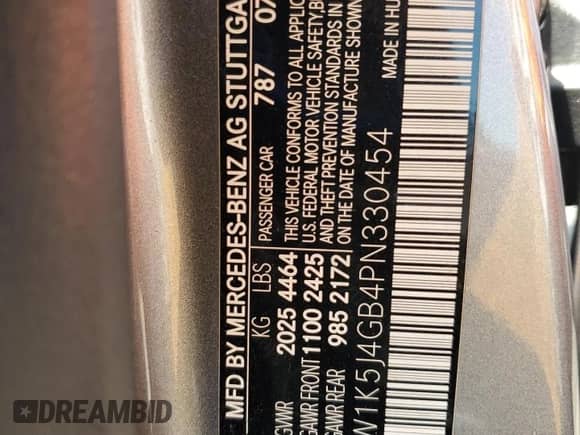 MFD BY MERCEDES-BENZ AG STUTTGA
PASSENGER CAR 787 07
KG LBS
GVWR 2025 4464
GAWR FRONT 1100 2425
GAWR REAR 985 2172
THIS VEHICLE CONFORMS TO ALL APPLIC
U.S. FEDERAL MOTOR VEHICLE SAFETY, BU
AND THEFT PREVENTION STANDARDS IN
ON THE DATE OF MANUFACTURE SHOWN
MADE IN HU
W1K5J4GB4PN330454
DREAMBID